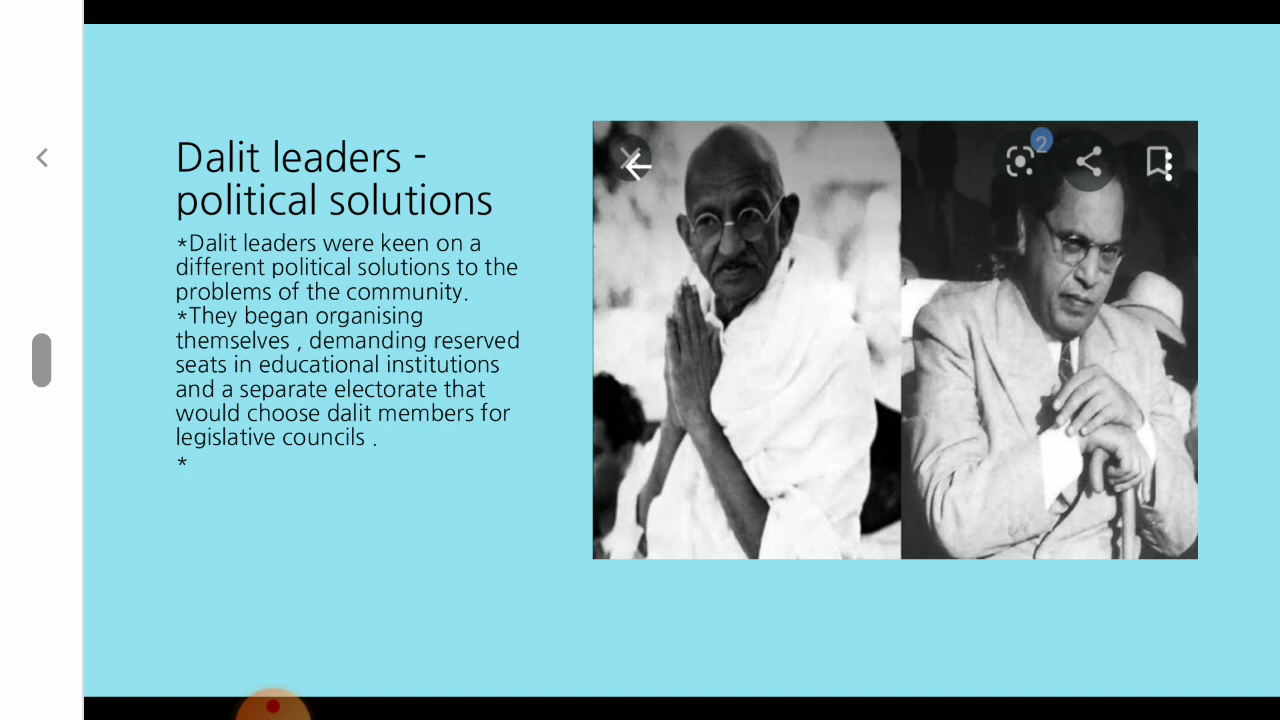 Dalit leaders -
political solutions
*Dalit leaders were keen on a
different political solutions to the
problems of the community.
*They began organising
themselves , demanding reserved
seats in educational institutions
and a separate electorate that
would choose dalit members for
legislative councils .
*
2